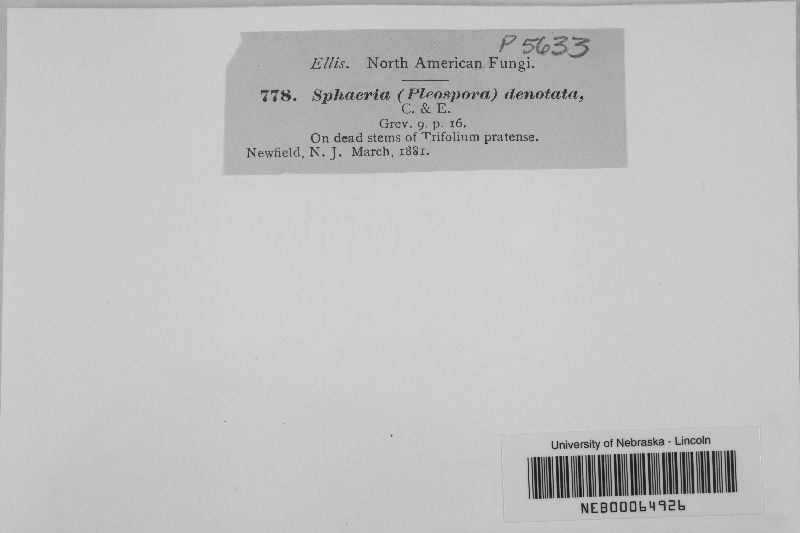 P 5633
Ellis. North American Fungi.
778. Sphaeria (Pleospora) denotata,
C. & E.
Grev. 9. p. 16.
On dead stems of Trifolium pratense.
Newfield, N. J. March, 1881.
University of Nebraska - Lincoln
NEB00064926